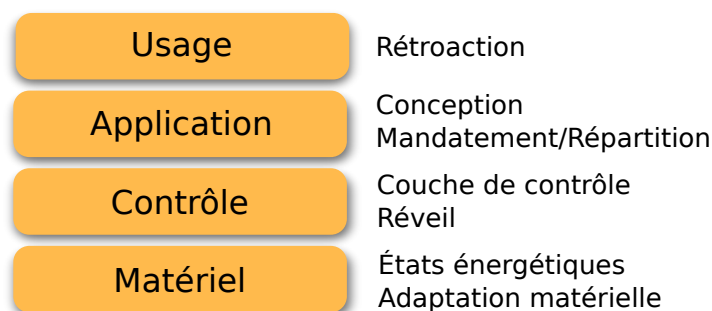 Usage
Rétroaction
Application
Conception
Mandatement/Répartition
Contrôle
Couche de contrôle
Réveil
Matériel
États énergétiques
Adaptation matérielle